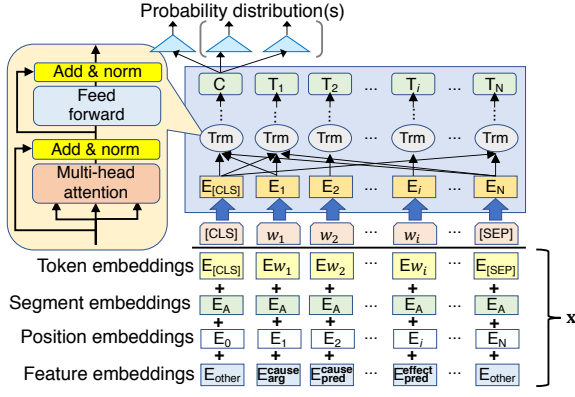 Probability distribution(s)
Add & norm
Feed forward
Add & norm
Multi-head attention
C T1 T2 ... Ti ... TN
Trm Trm Trm ... Trm ... Trm
E[CLS] E1 E2 ... Ei ... EN
[CLS] w1 w2 ... wi ... [SEP]
Token embeddings E[CLS] Ew1 Ew2 ... Ewi ... E[SEP]
+ + + + +
Segment embeddings EA EA EA ... EA ... EA
+ + + + +
Position embeddings E0 E1 E2 ... Ei ... EN
+ + + + +
Feature embeddings Eother E cause arg E cause pred ... E effect pred ... Eother
x